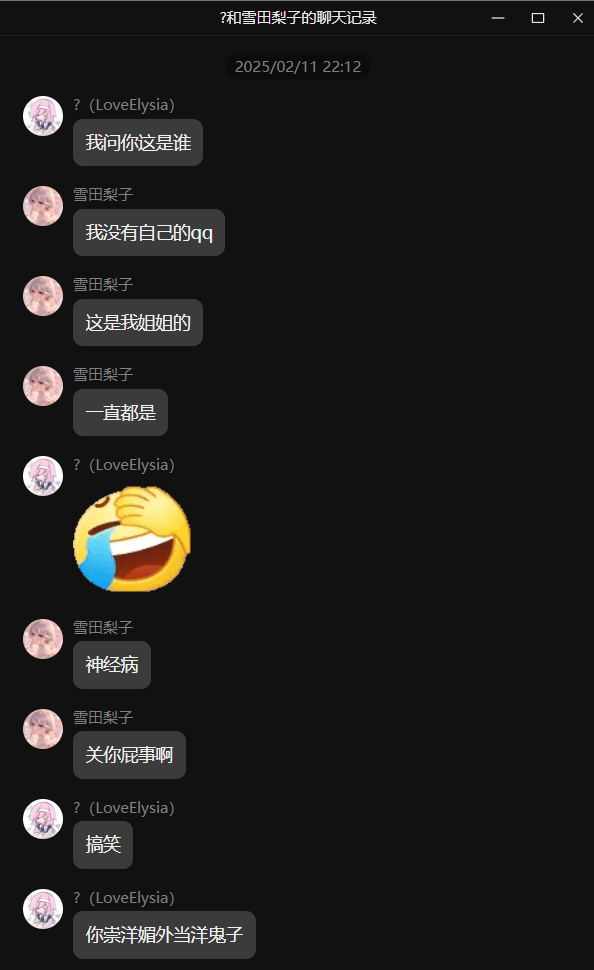 ?和雪田梨子的聊天记录
2025/02/11 22:12
?（LoveElysia）
我问你这是谁
雪田梨子
我没有自己的qq
雪田梨子
这是我姐姐的
雪田梨子
一直都是
?（LoveElysia）
雪田梨子
神经病
雪田梨子
关你屁事啊
?（LoveElysia）
搞笑
?（LoveElysia）
你崇洋媚外当洋鬼子